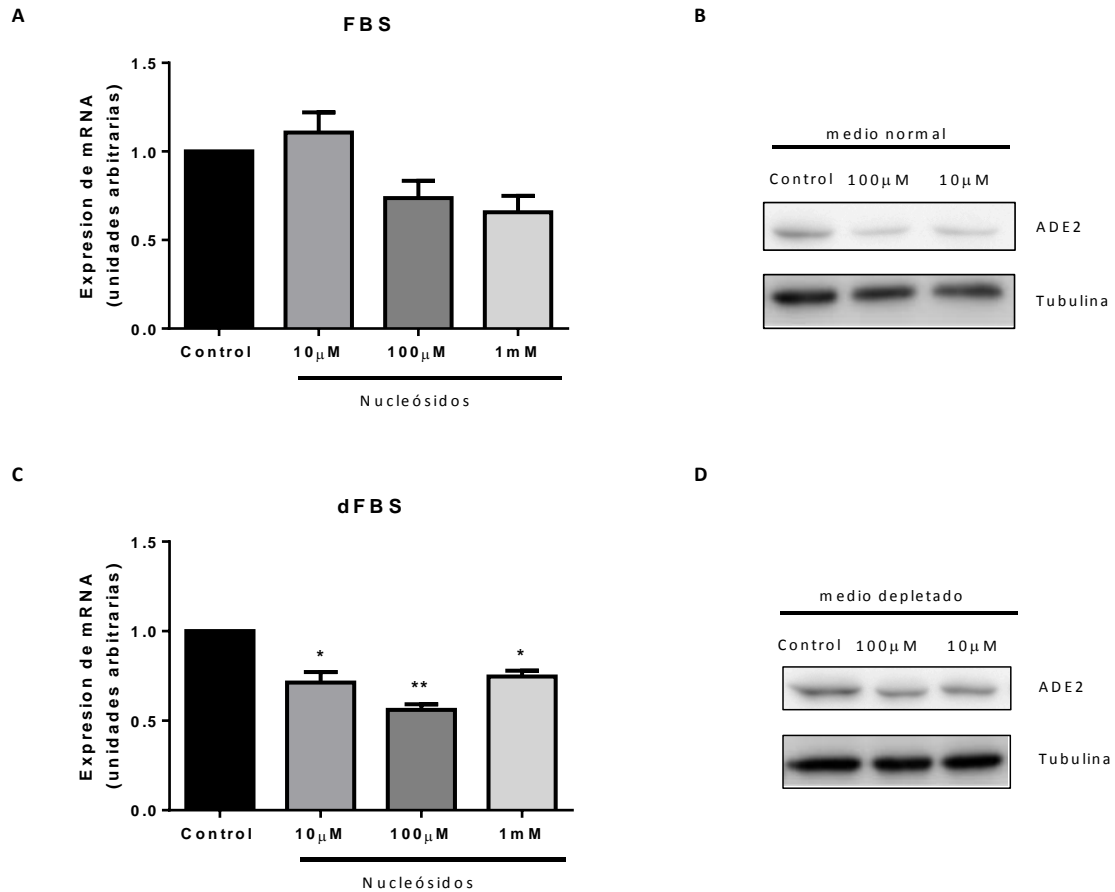 A
FBS
Expresion de mRNA
(unidades arbitrarias)
1.5
1.0
0.5
0.0
Control 10μM 100μM 1mM
Nucleósidos
B
medio normal
Control 100μM 10μM
ADE2
Tubulina
C
dFBS
Expresion de mRNA
(unidades arbitrarias)
1.5
1.0
0.5
0.0
* ** *
Control 10μM 100μM 1mM
Nucleósidos
D
medio depletado
Control 100μM 10μM
ADE2
Tubulina